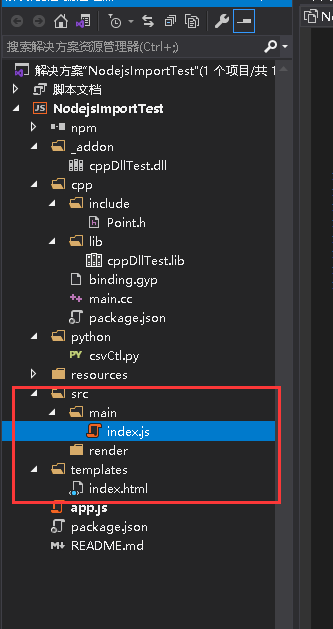 No
搜索解决方案资源管理器(Ctrl+;)
解决方案"NodejsImportTest"(1 个项目/共 1
脚本文档
JS NodejsImportTest
npm
_addon
cppDllTest.dll
cpp
include
h Point.h
lib
cppDllTest.lib
binding.gyp
++ main.cc
package.json
python
PY csvCtl.py
resources
src
main
index.js
render
templates
index.html
app.js
package.json
M↓ README.md